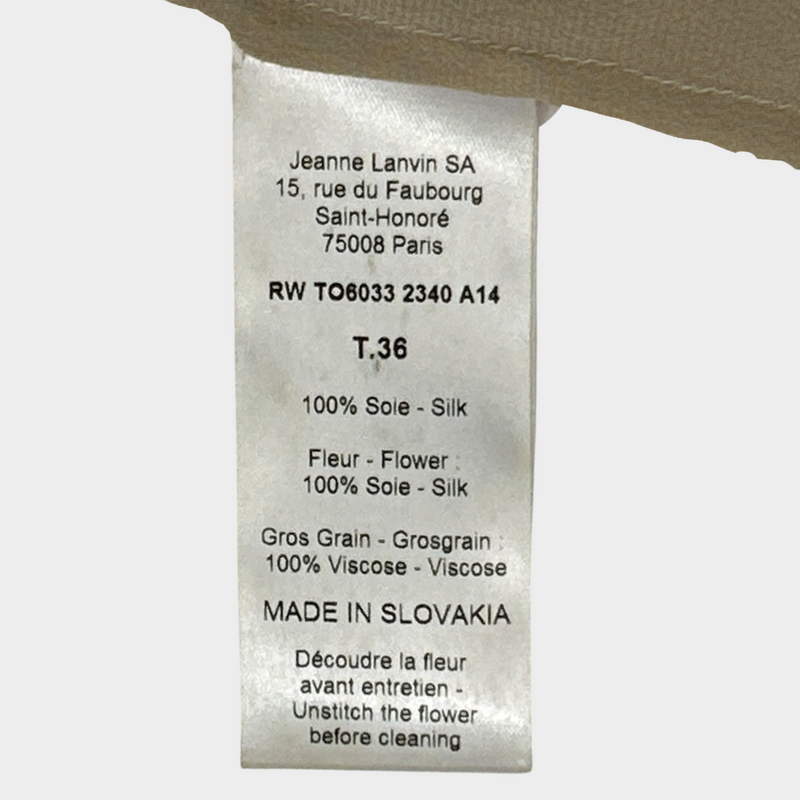 Jeanne Lanvin SA
15, rue du Faubourg
Saint-Honoré
75008 Paris
RW TO6033 2340 A14
T.36
100% Soie - Silk
Fleur - Flower :
100% Soie - Silk
Gros Grain - Grosgrain :
100% Viscose - Viscose
MADE IN SLOVAKIA
Découdre la fleur
avant entretien -
Unstitch the flower
before cleaning